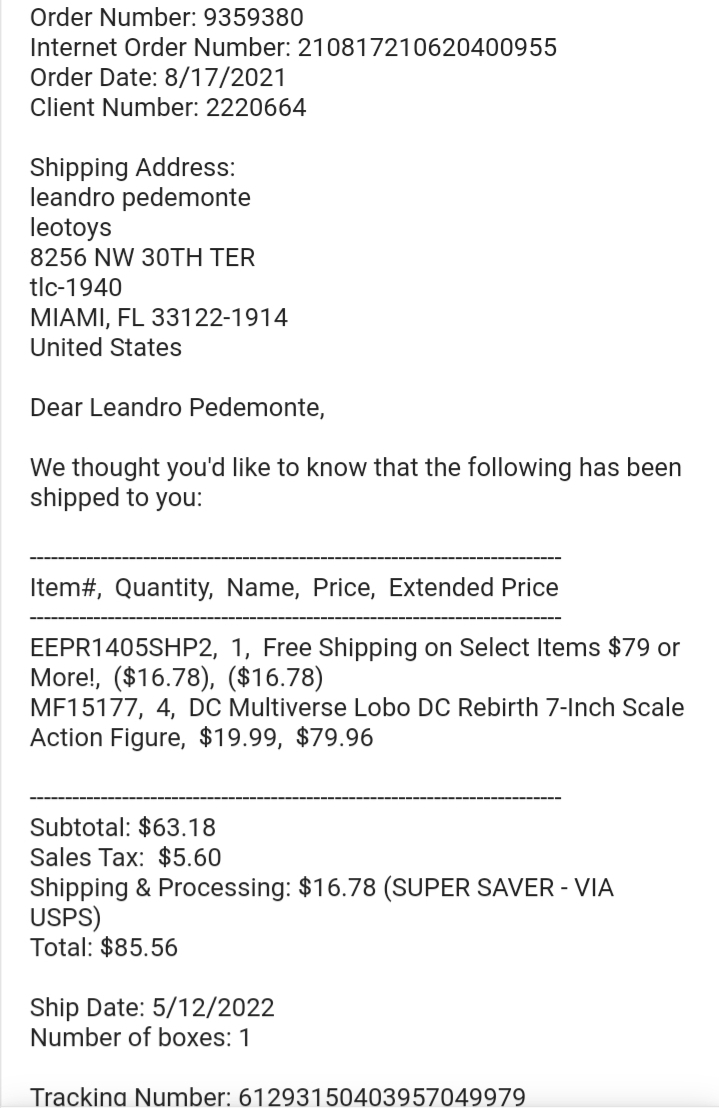 Order Number: 9359380
Internet Order Number: 210817210620400955
Order Date: 8/17/2021
Client Number: 2220664
Shipping Address:
leandro pedemonte
leotoys
8256 NW 30TH TER
tlc-1940
MIAMI, FL 33122-1914
United States
Dear Leandro Pedemonte,
We thought you'd like to know that the following has been
shipped to you:
---------------------------------------------------------------------------
Item#,  Quantity,  Name,  Price,  Extended Price
---------------------------------------------------------------------------
EEPR1405SHP2,  1,  Free Shipping on Select Items $79 or
More!,  ($16.78),  ($16.78)
MF15177,  4,  DC Multiverse Lobo DC Rebirth 7-Inch Scale
Action Figure,  $19.99,  $79.96
---------------------------------------------------------------------------
Subtotal: $63.18
Sales Tax:  $5.60
Shipping & Processing: $16.78 (SUPER SAVER - VIA
USPS)
Total: $85.56
Ship Date: 5/12/2022
Number of boxes: 1
Tracking Number: 61293150403957049979